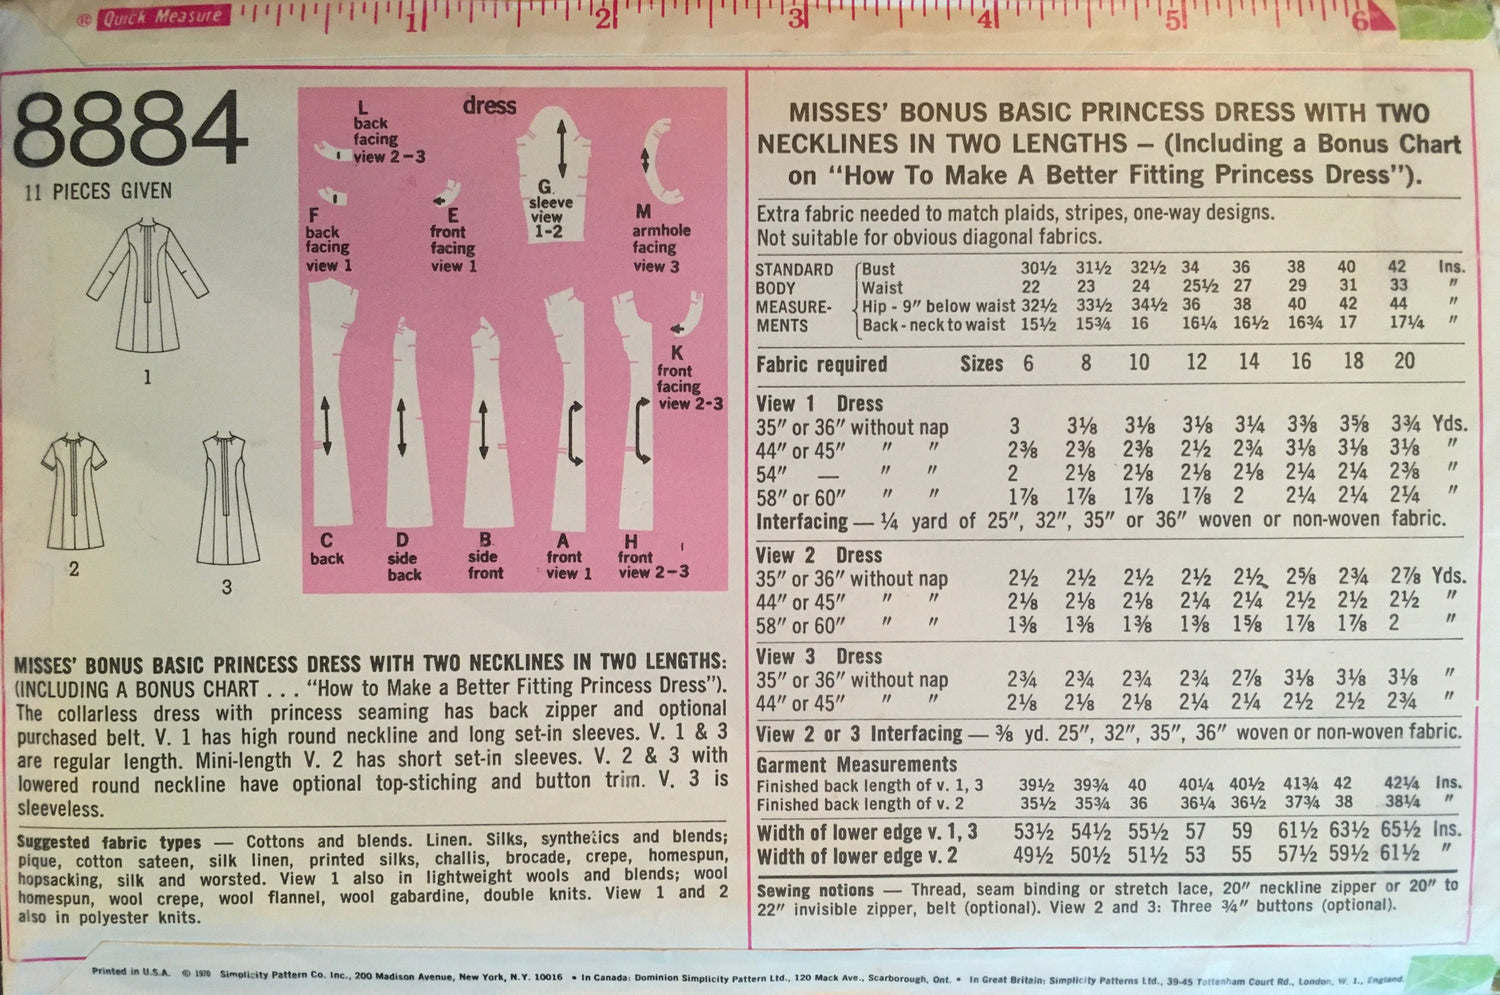 ® Quick Measure 1 2 3 4 5 6
8884
11 PIECES GIVEN
1
2
3
dress
L
back
facing
view 2-3
F
back
facing
view 1
E
front
facing
view 1
G.
sleeve
view
1-2
M
armhole
facing
view 3
K
front
facing
view 2-3
C
back
D
side
back
B
side
front
A
front
view 1
H
front
view 2-3
MISSES' BONUS BASIC PRINCESS DRESS WITH TWO NECKLINES IN TWO LENGTHS:
(INCLUDING A BONUS CHART . . . "How to Make a Better Fitting Princess Dress").
The collarless dress with princess seaming has back zipper and optional
purchased belt. V. 1 has high round neckline and long set-in sleeves. V. 1 & 3
are regular length. Mini-length V. 2 has short set-in sleeves. V. 2 & 3 with
lowered round neckline have optional top-stiching and button trim. V. 3 is
sleeveless.
Suggested fabric types — Cottons and blends. Linen. Silks, synthetics and blends;
pique, cotton sateen, silk linen, printed silks, challis, brocade, crepe, homespun,
hopsacking, silk and worsted. View 1 also in lightweight wools and blends; wool
homespun, wool crepe, wool flannel, wool gabardine, double knits. View 1 and 2
also in polyester knits.
MISSES' BONUS BASIC PRINCESS DRESS WITH TWO
NECKLINES IN TWO LENGTHS — (Including a Bonus Chart
on "How To Make A Better Fitting Princess Dress").
Extra fabric needed to match plaids, stripes, one-way designs.
Not suitable for obvious diagonal fabrics.
STANDARD Bust 30½ 31½ 32½ 34 36 38 40 42 Ins.
BODY Waist 22 23 24 25½ 27 29 31 33 "
MEASURE- Hip - 9" below waist 32½ 33½ 34½ 36 38 40 42 44 "
MENTS Back - neck to waist 15½ 15¾ 16 16¼ 16½ 16¾ 17 17¼ "
Fabric required Sizes 6 8 10 12 14 16 18 20
View 1 Dress
35" or 36" without nap 3 3⅛ 3⅛ 3⅛ 3¼ 3⅜ 3⅝ 3¾ Yds.
44" or 45" " " 2⅜ 2⅜ 2⅜ 2½ 2¾ 3⅛ 3⅛ 3⅛ "
54" — " " 2 2⅛ 2⅛ 2⅛ 2⅛ 2¼ 2¼ 2⅜ "
58" or 60" " " 1⅞ 1⅞ 1⅞ 1⅞ 2 2¼ 2¼ 2¼ "
Interfacing — ¼ yard of 25", 32", 35" or 36" woven or non-woven fabric.
View 2 Dress
35" or 36" without nap 2½ 2½ 2½ 2½ 2½ 2⅝ 2¾ 2⅞ Yds.
44" or 45" " " 2⅛ 2⅛ 2⅛ 2¼ 2¼ 2½ 2½ 2½ "
58" or 60" " " 1⅜ 1⅜ 1⅜ 1⅜ 1⅝ 1⅞ 1⅞ 2 "
View 3 Dress
35" or 36" without nap 2¾ 2¾ 2¾ 2¾ 2⅞ 3⅛ 3⅛ 3⅛ "
44" or 45" " " 2⅛ 2⅛ 2⅛ 2¼ 2¼ 2½ 2½ 2¾ "
View 2 or 3 Interfacing — ⅜ yd. 25", 32", 35", 36" woven or non-woven fabric.
Garment Measurements
Finished back length of v. 1, 3 39½ 39¾ 40 40¼ 40½ 41¾ 42 42¼ Ins.
Finished back length of v. 2 35½ 35¾ 36 36¼ 36½ 37¾ 38 38¼ "
Width of lower edge v. 1, 3 53½ 54½ 55½ 57 59 61½ 63½ 65½ Ins.
Width of lower edge v. 2 49½ 50½ 51½ 53 55 57½ 59½ 61½ "
Sewing notions — Thread, seam binding or stretch lace, 20" neckline zipper or 20" to
22" invisible zipper, belt (optional). View 2 and 3: Three ¾" buttons (optional).
Printed in U.S.A. © 1970 Simplicity Pattern Co. Inc., 200 Madison Avenue, New York, N.Y. 10016 • In Canada: Dominion Simplicity Pattern Ltd., 120 Mack Ave., Scarborough, Ont. • In Great Britain: Simplicity Patterns Ltd., 39-45 Tottenham Court Rd., London, W. 1., England.